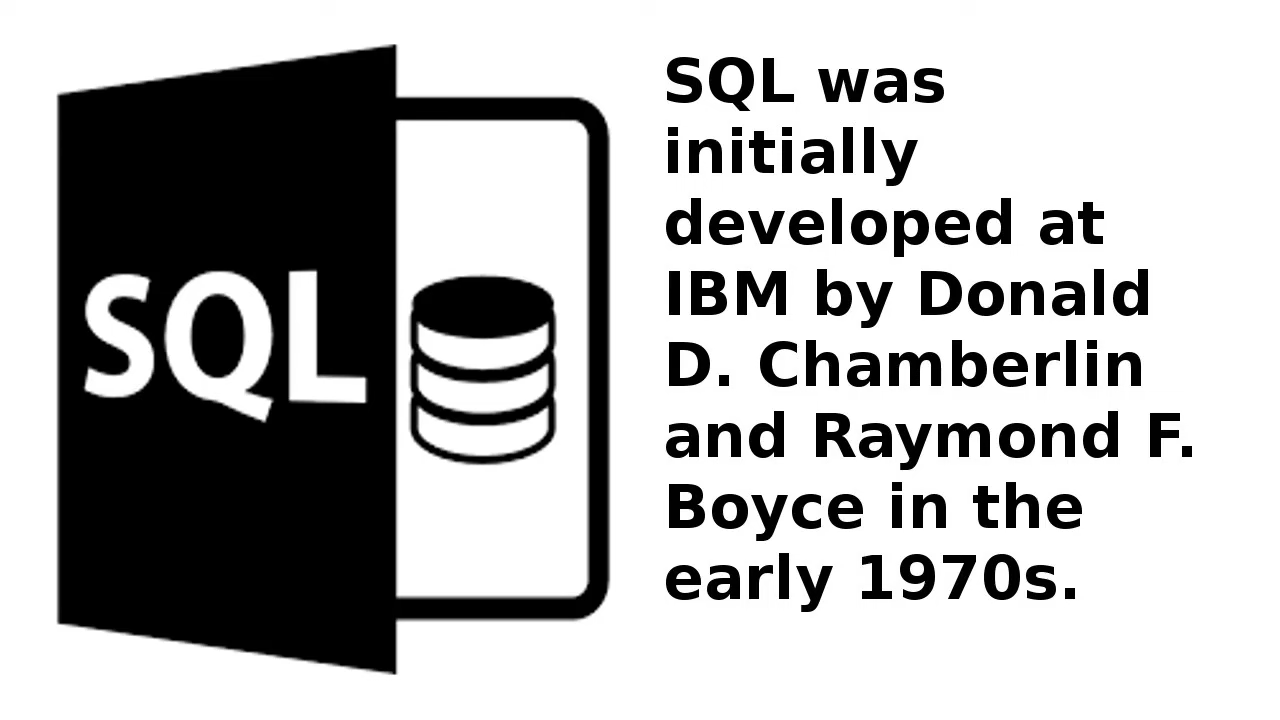 SQL
SQL was
initially
developed at
IBM by Donald
D. Chamberlin
and Raymond F.
Boyce in the
early 1970s.